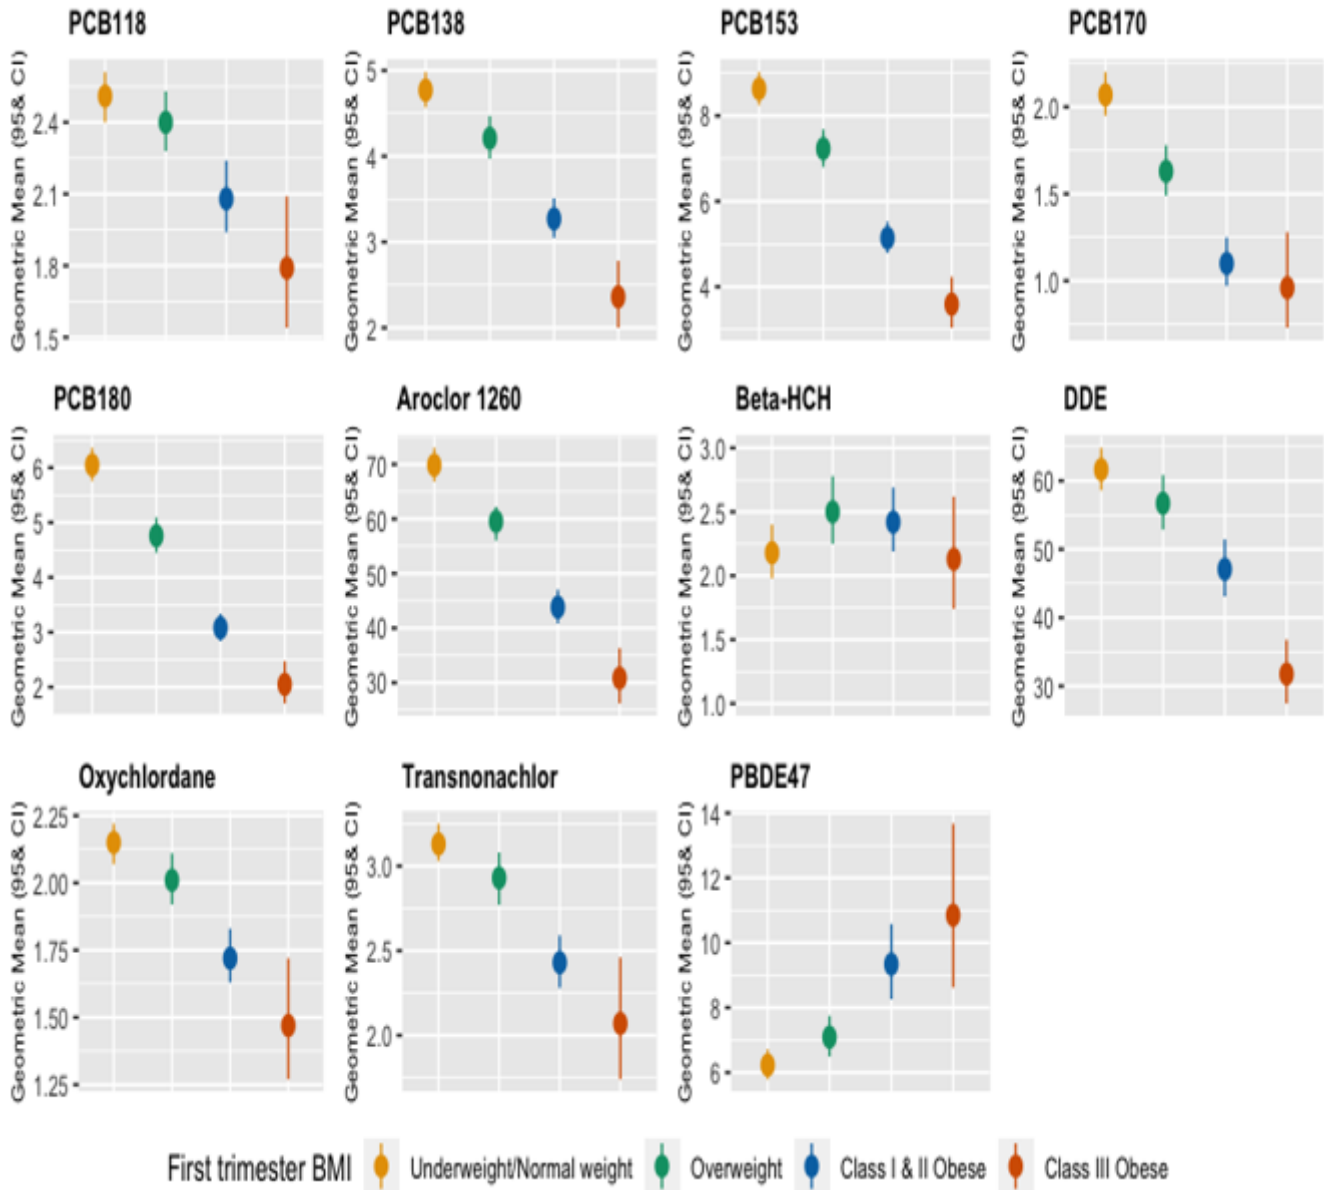 PCB118 PCB138 PCB153 PCB170
Geometric Mean (95& CI) Geometric Mean (95& CI) Geometric Mean (95& CI) Geometric Mean (95& CI)
2.4 5 8 2.0
2.1 4 6 1.5
1.8 3 4 1.0
1.5 2
PCB180 Aroclor 1260 Beta-HCH DDE
Geometric Mean (95& CI) Geometric Mean (95& CI) Geometric Mean (95& CI) Geometric Mean (95& CI)
6 70 3.0 60
5 60 2.5 50
4 50 2.0 40
3 40 1.5 30
2 30 1.0
Oxychlordane Transnonachlor PBDE47
Geometric Mean (95& CI) Geometric Mean (95& CI) Geometric Mean (95& CI)
2.25 3.0 14
2.00 2.5 12
1.75 2.0 10
1.50 8
1.25 6
First trimester BMI Underweight/Normal weight Overweight Class I & II Obese Class III Obese